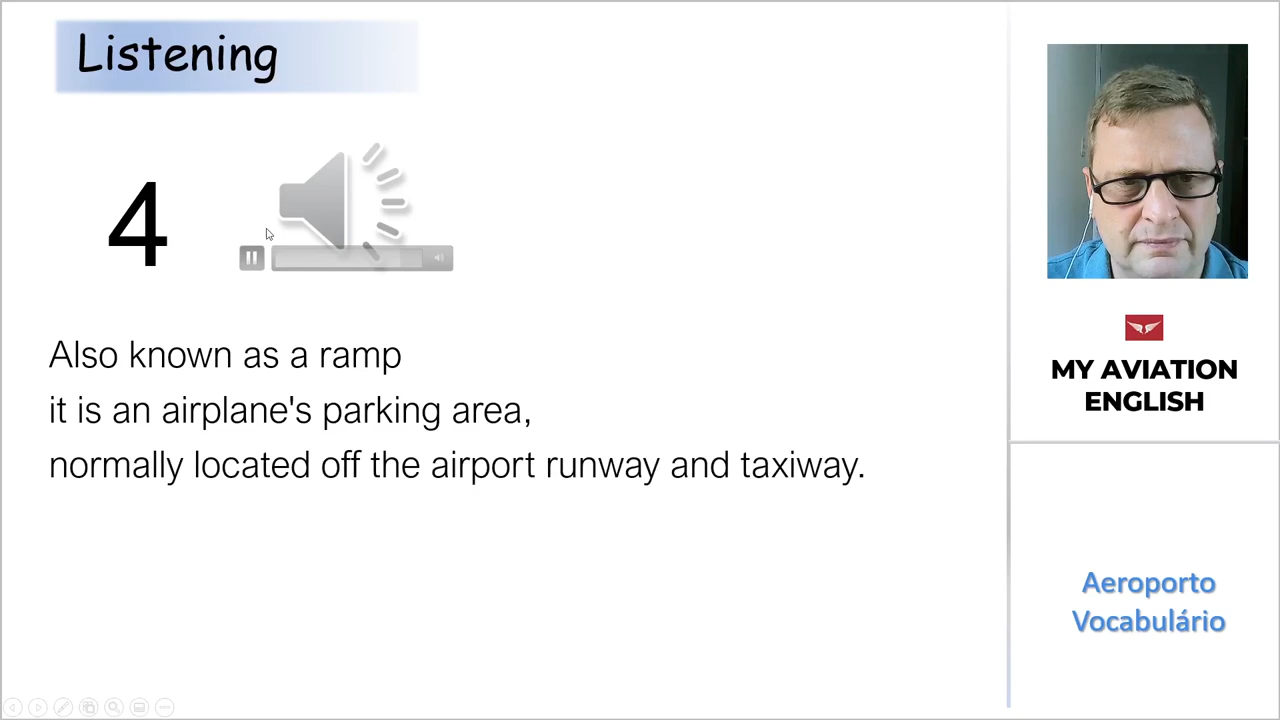 Listening
4
Also known as a ramp
it is an airplane's parking area,
normally located off the airport runway and taxiway.
MY AVIATION
ENGLISH
Aeroporto
Vocabulário